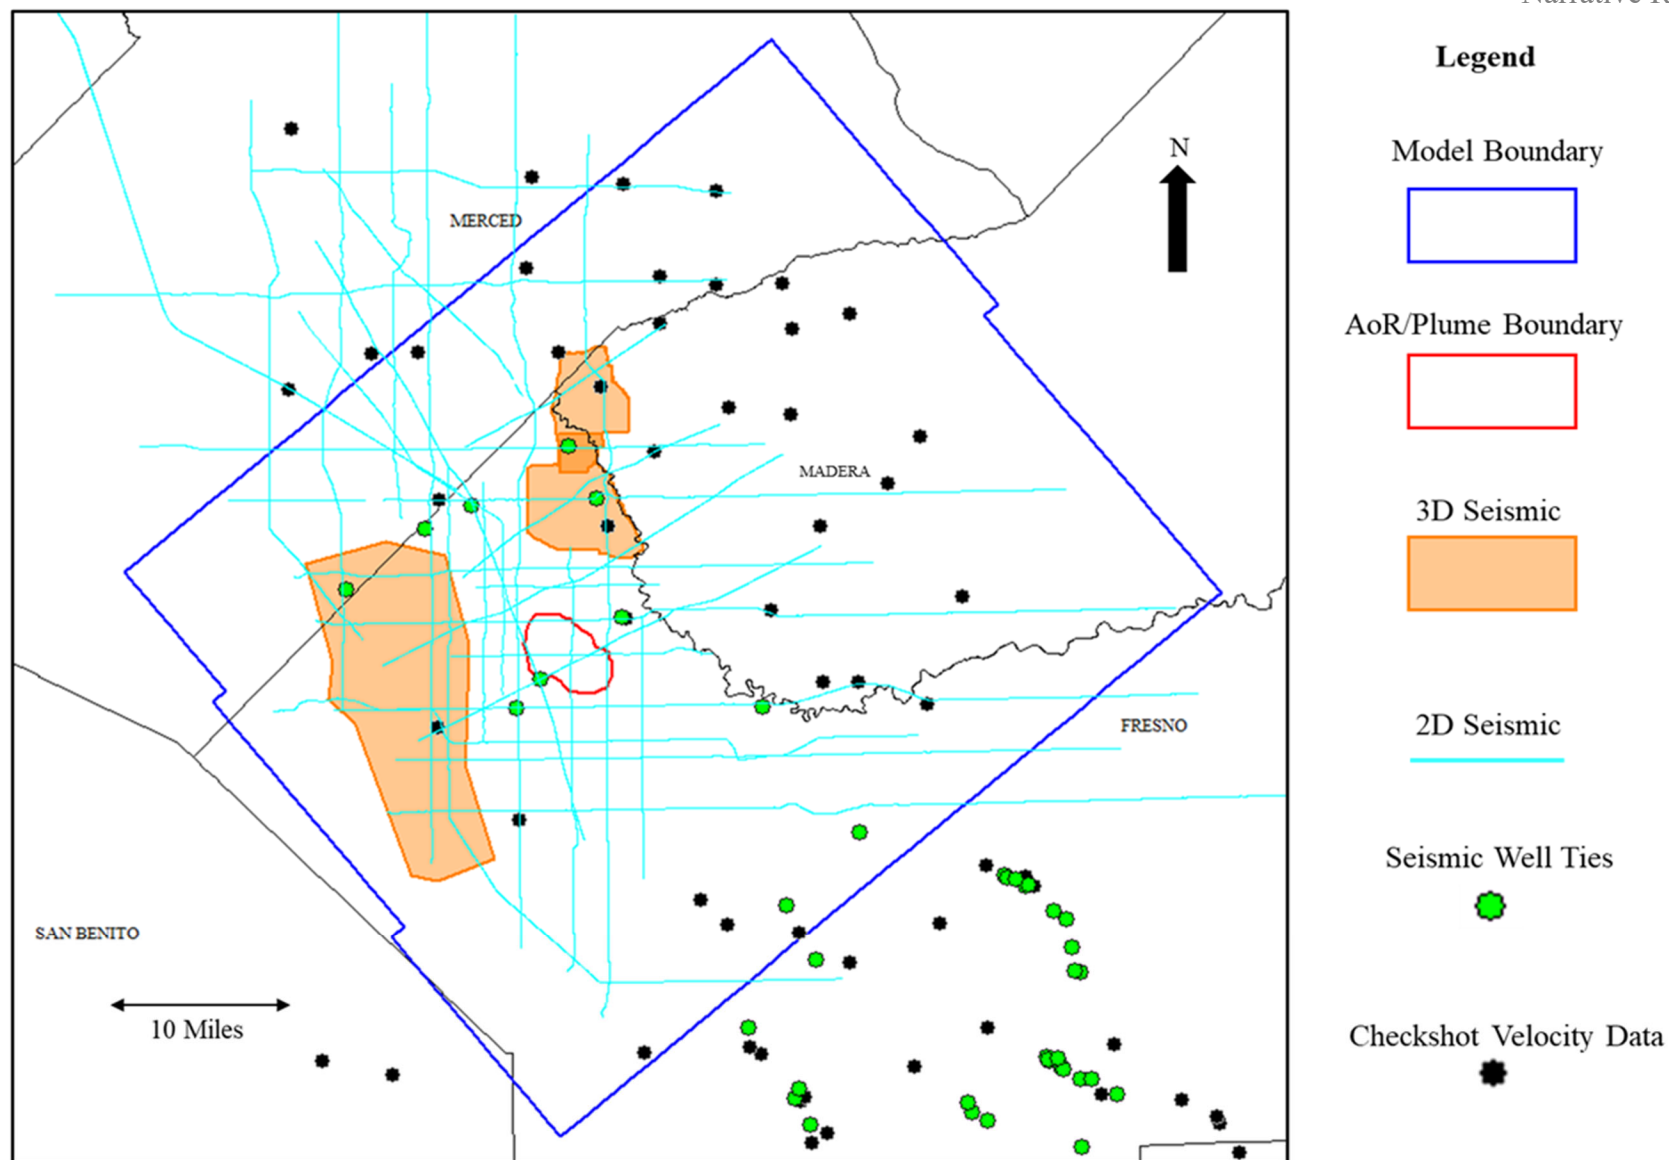 Legend
N
Model Boundary
MERCED
AoR/Plume Boundary
MADERA
3D Seismic
FRESNO
2D Seismic
Seismic Well Ties
SAN BENITO
10 Miles
Checkshot Velocity Data